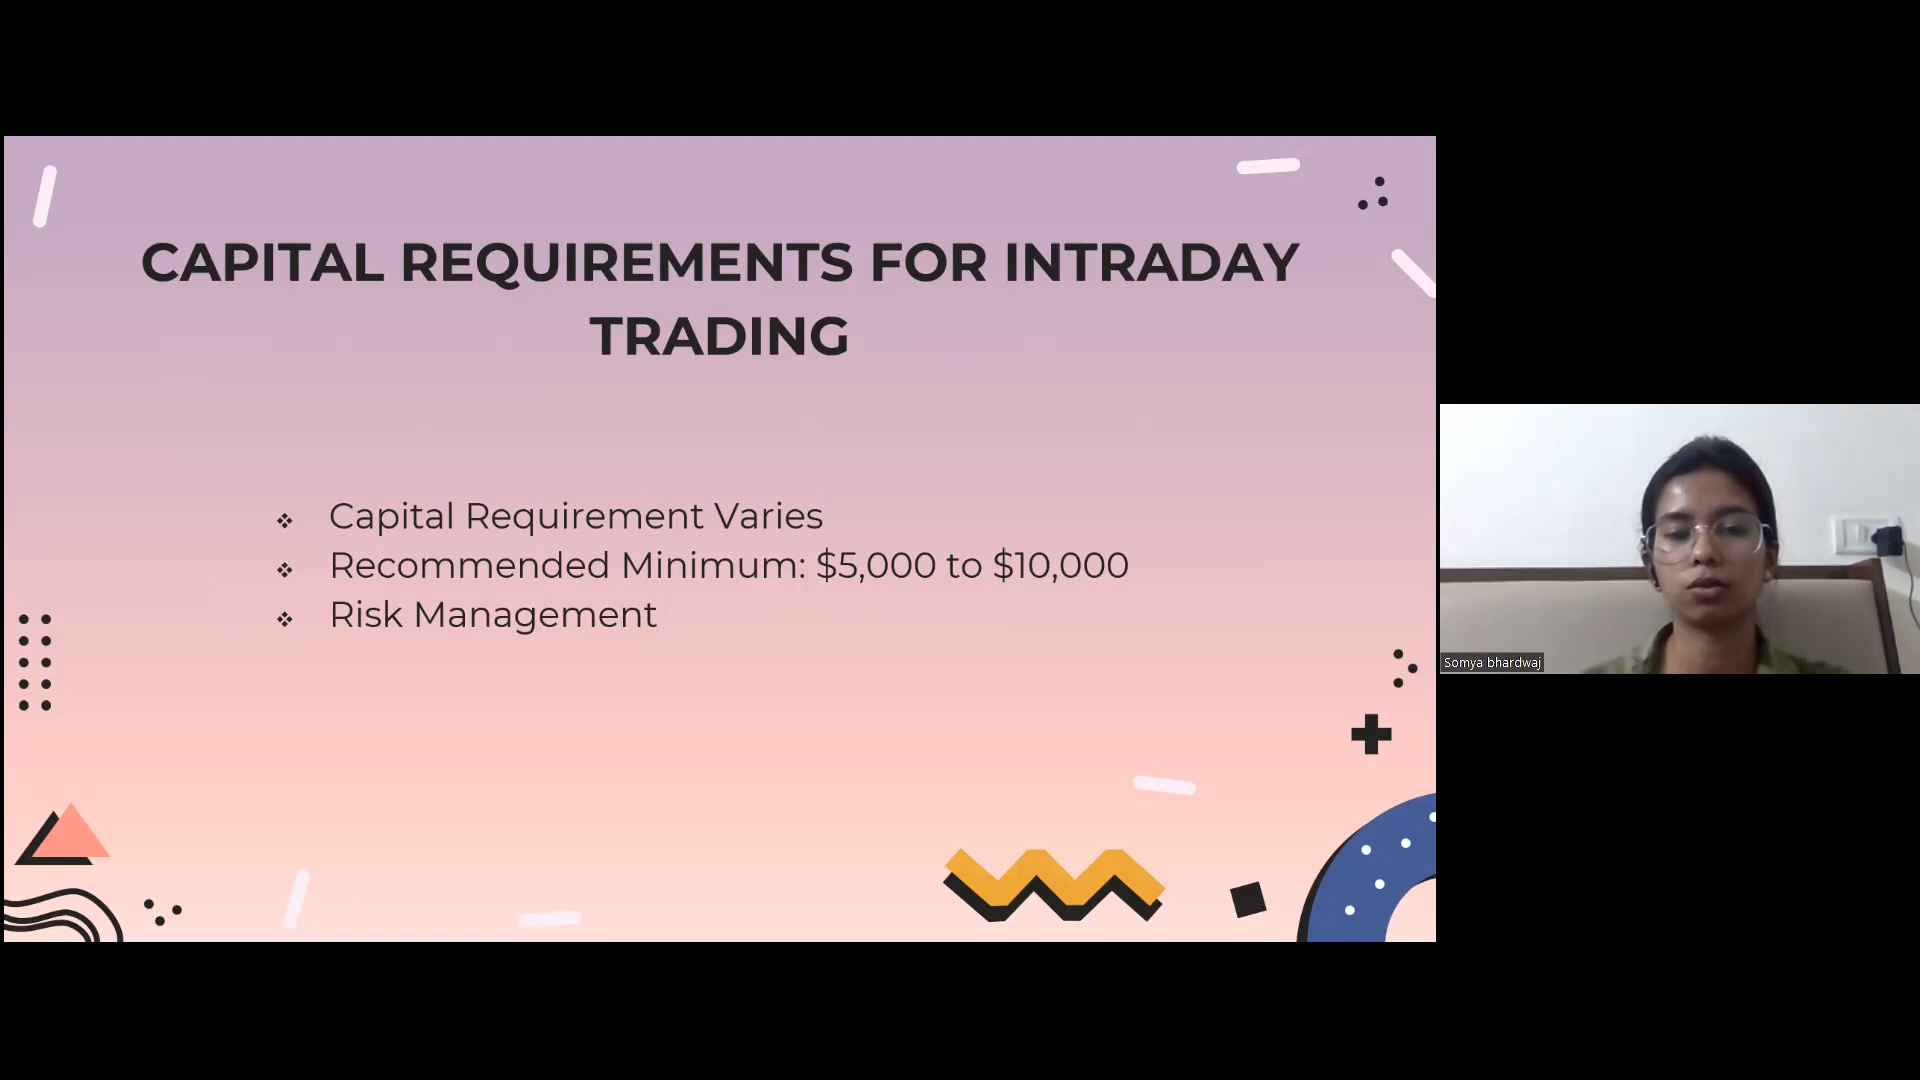 CAPITAL REQUIREMENTS FOR INTRADAY
TRADING
Capital Requirement Varies
Recommended Minimum: $5,000 to $10,000
Risk Management
Somya bhardwaj